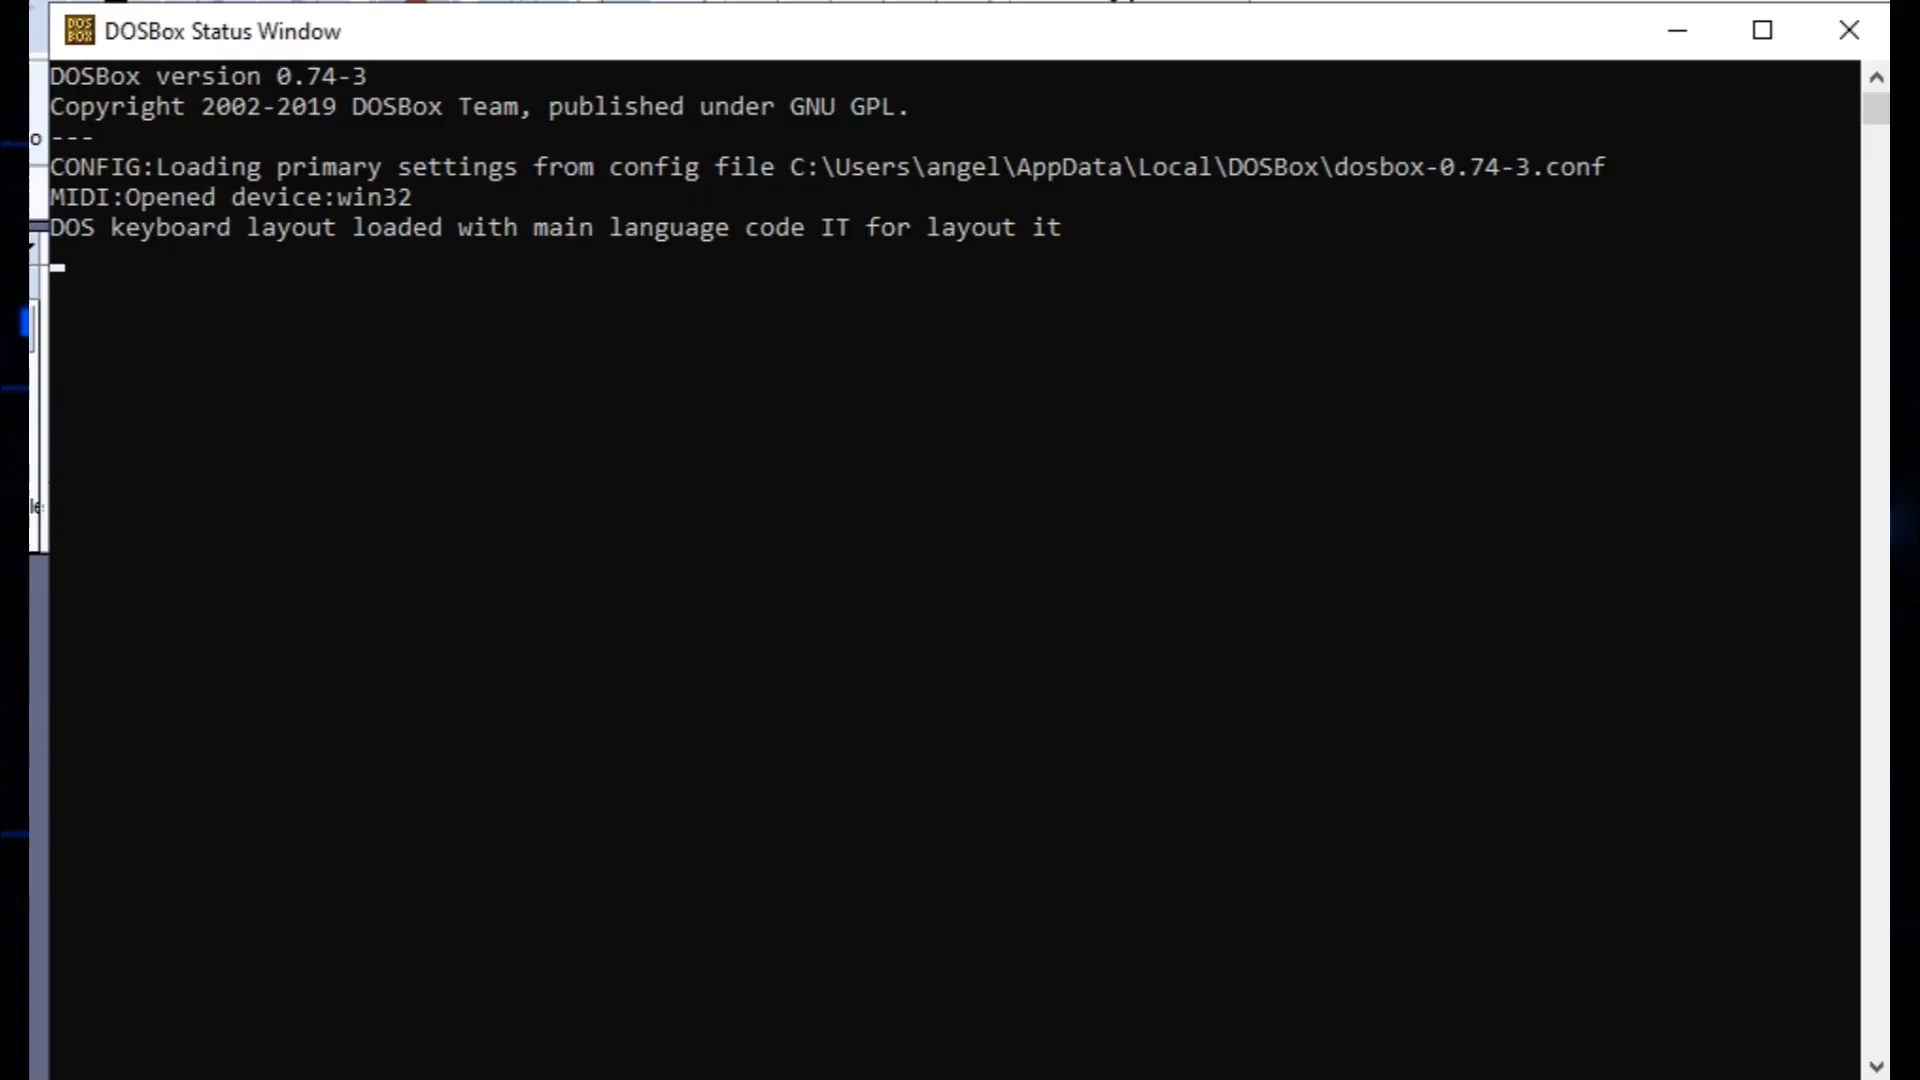 DOSBox Status Window
DOSBox version 0.74-3
Copyright 2002-2019 DOSBox Team, published under GNU GPL.
---
CONFIG:Loading primary settings from config file C:\Users\angel\AppData\Local\DOSBox\dosbox-0.74-3.conf
MIDI:Opened device:win32
DOS keyboard layout loaded with main language code IT for layout it